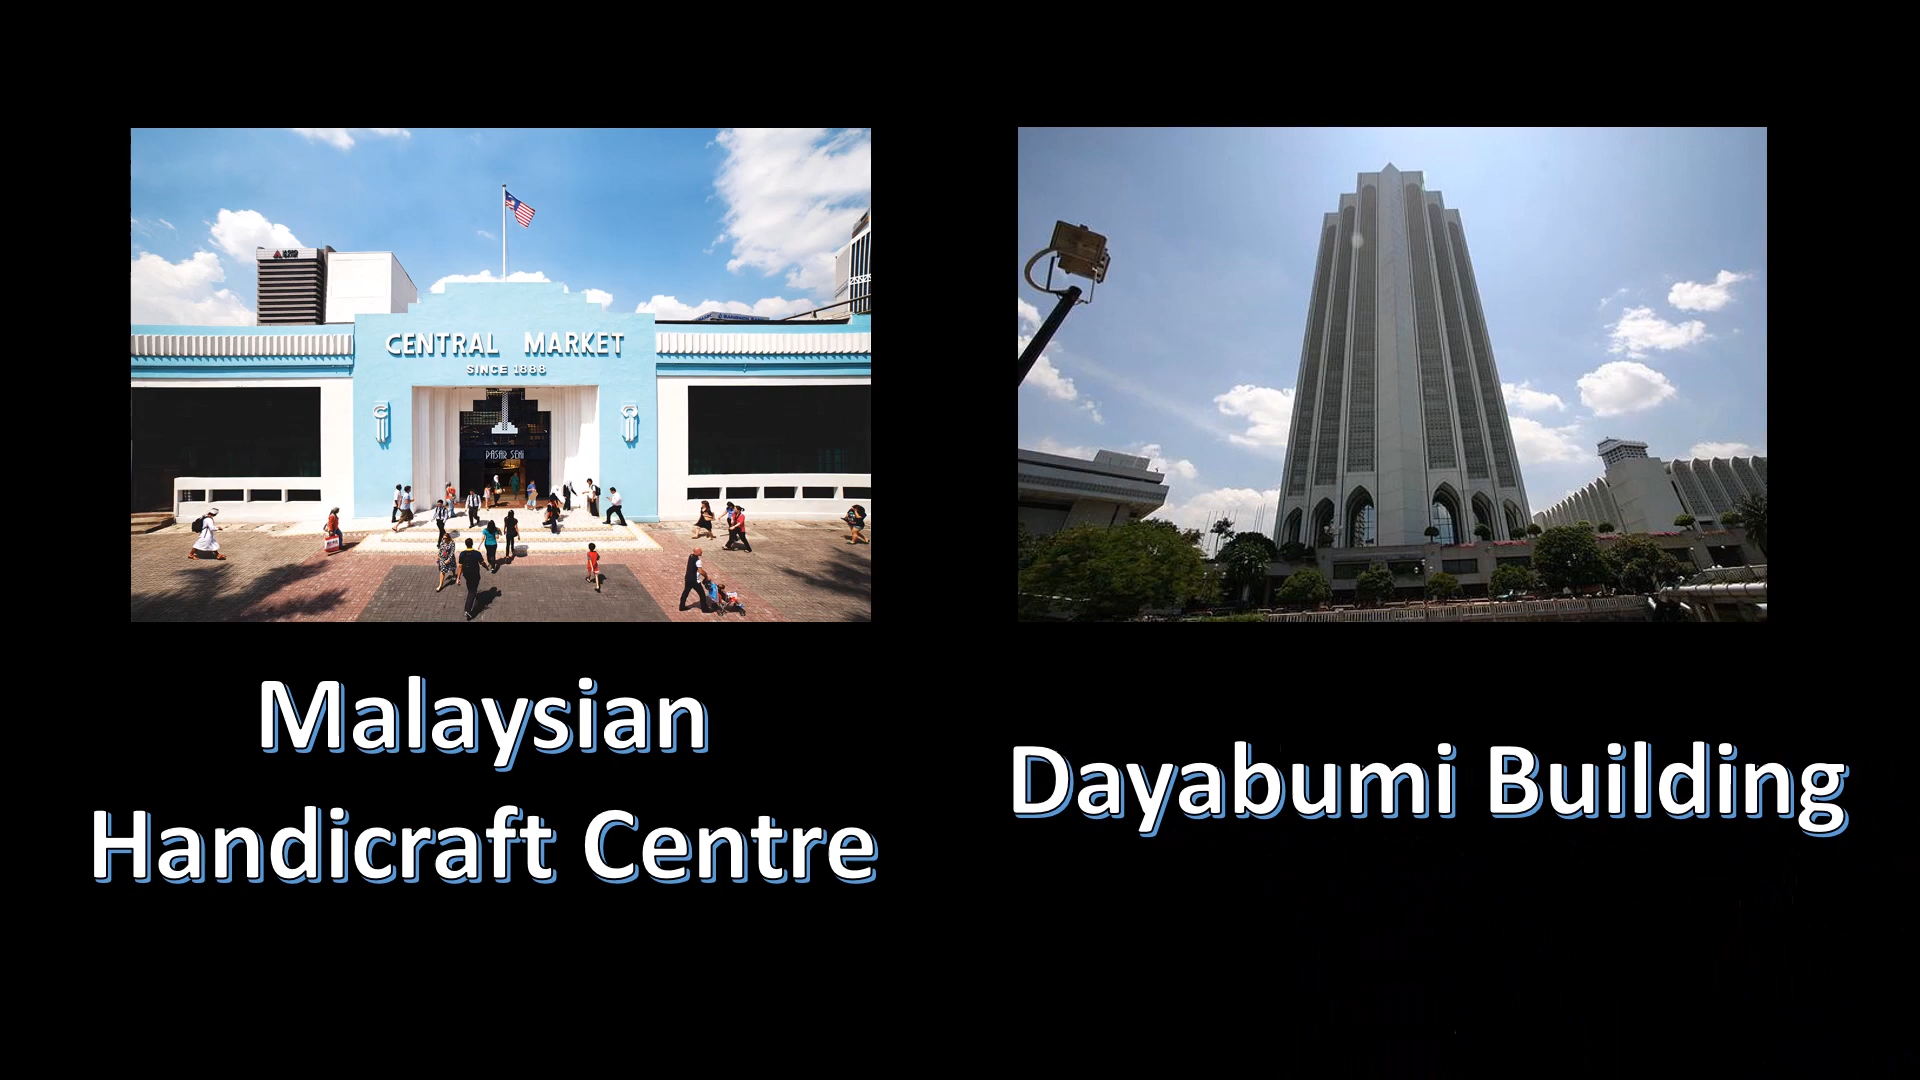 CENTRAL MARKET
SINCE 1888
PASAR SENI
Malaysian
Handicraft Centre
Dayabumi Building